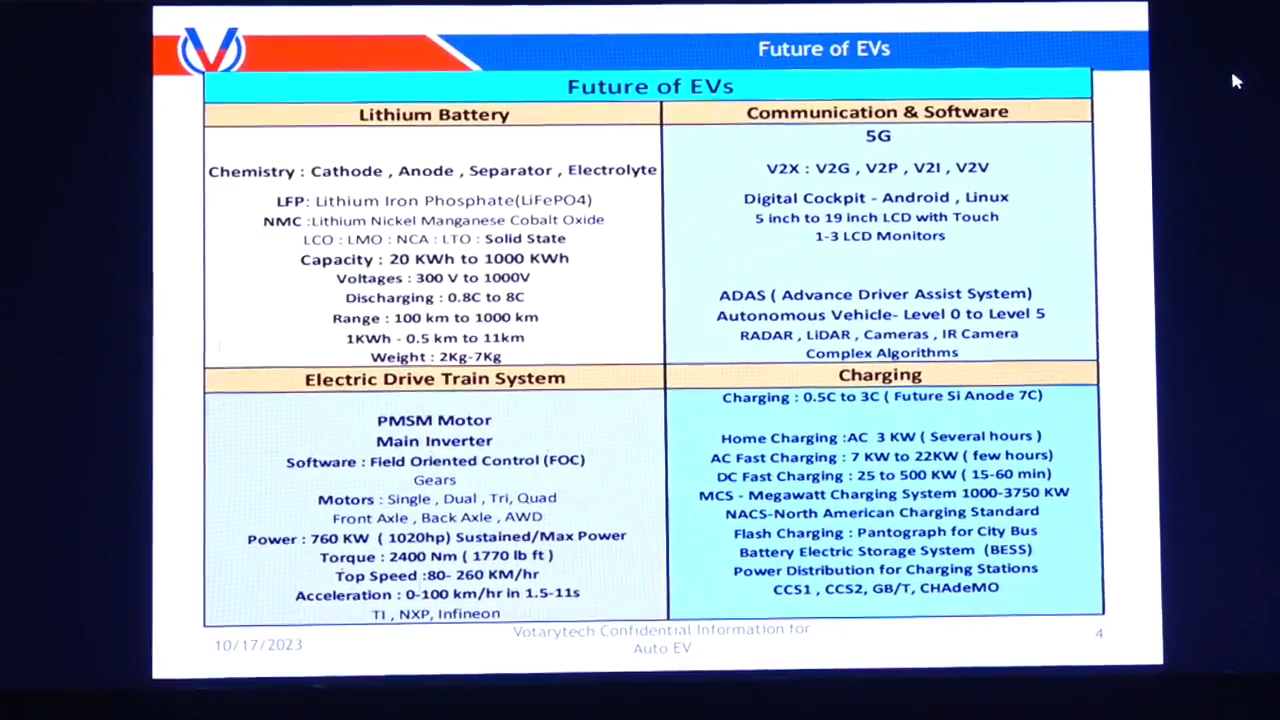 Future of EVs
Future of EVs
Lithium Battery
Chemistry : Cathode , Anode , Separator , Electrolyte
LFP: Lithium Iron Phosphate(LiFePO4)
NMC :Lithium Nickel Manganese Cobalt Oxide
LCO : LMO : NCA : LTO : Solid State
Capacity : 20 KWh to 1000 KWh
Voltages : 300 V to 1000V
Discharging : 0.8C to 8C
Range : 100 km to 1000 km
1KWh - 0.5 km to 11km
Weight : 2Kg-7Kg
Communication & Software
5G
V2X : V2G , V2P , V2I , V2V
Digital Cockpit - Android , Linux
5 inch to 19 inch LCD with Touch
1-3 LCD Monitors
ADAS ( Advance Driver Assist System)
Autonomous Vehicle- Level 0 to Level 5
RADAR , LiDAR , Cameras , IR Camera
Complex Algorithms
Electric Drive Train System
PMSM Motor
Main Inverter
Software : Field Oriented Control (FOC)
Gears
Motors : Single , Dual , Tri, Quad
Front Axle , Back Axle , AWD
Power : 760 KW ( 1020hp) Sustained/Max Power
Torque : 2400 Nm ( 1770 lb ft )
Top Speed :80- 260 KM/hr
Acceleration : 0-100 km/hr in 1.5-11s
TI , NXP, Infineon
Charging
Charging : 0.5C to 3C ( Future Si Anode 7C)
Home Charging :AC 3 KW ( Several hours )
AC Fast Charging : 7 KW to 22KW ( few hours)
DC Fast Charging : 25 to 500 KW ( 15-60 min)
MCS - Megawatt Charging System 1000-3750 KW
NACS-North American Charging Standard
Flash Charging : Pantograph for City Bus
Battery Electric Storage System (BESS)
Power Distribution for Charging Stations
CCS1 , CCS2, GB/T, CHAdeMO
10/17/2023
Votarytech Confidential Information for
Auto EV
4